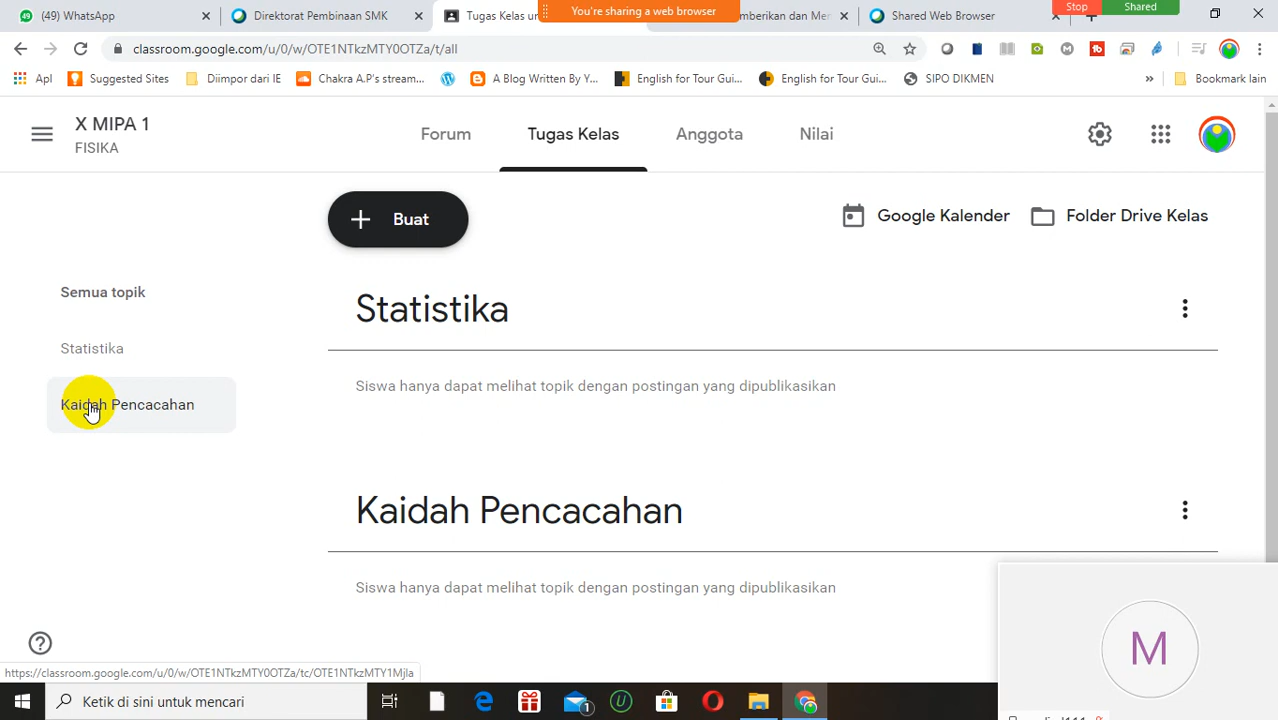 (49) WhatsApp
Direktorat Pembinaan SMK
Tugas Kelas un
You're sharing a web browser
Shared Web Browser
Stop
Shared
classroom.google.com/u/0/w/OTE1NTkzMTY0OTZa/t/all
Apl
Suggested Sites
Diimpor dari IE
Chakra A.P's stream...
A Blog Written By Y...
English for Tour Gui...
English for Tour Gui...
SIPO DIKMEN
»
Bookmark lain
X MIPA 1
FISIKA
Forum
Tugas Kelas
Anggota
Nilai
Buat
Google Kalender
Folder Drive Kelas
Semua topik
Statistika
Kaidah Pencacahan
Statistika
Siswa hanya dapat melihat topik dengan postingan yang dipublikasikan
Kaidah Pencacahan
Siswa hanya dapat melihat topik dengan postingan yang dipublikasikan
M
https://classroom.google.com/u/0/w/OTE1NTkzMTY0OTZa/tc/OTE1NTkzMTY1Mjla
Ketik di sini untuk mencari
1